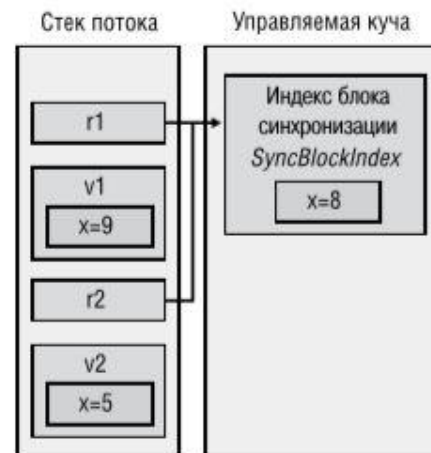 Стек потока
Управляемая куча
r1
v1
x=9
r2
v2
x=5
Индекс блока
синхронизации
SyncBlockIndex
x=8